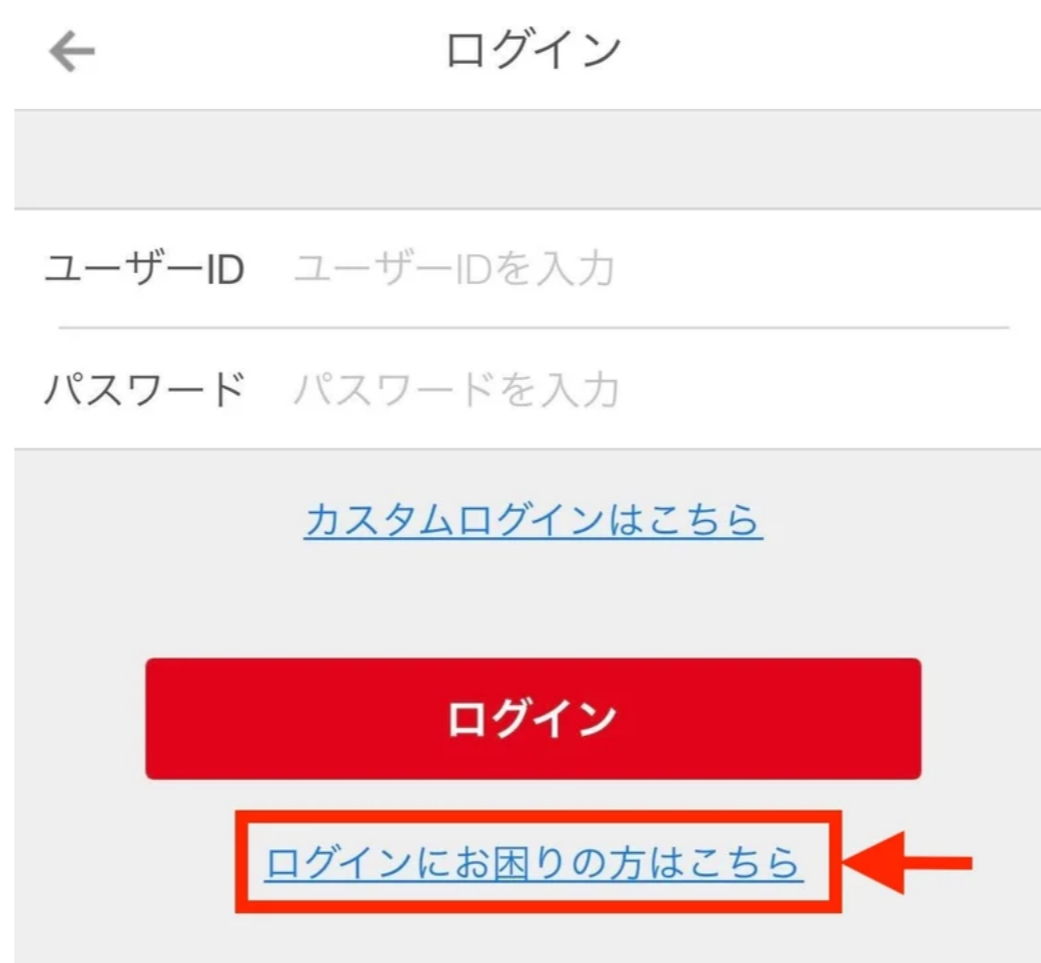 ログイン
ユーザーID ユーザーIDを入力
パスワード パスワードを入力
カスタムログインはこちら
ログイン
ログインにお困りの方はこちら